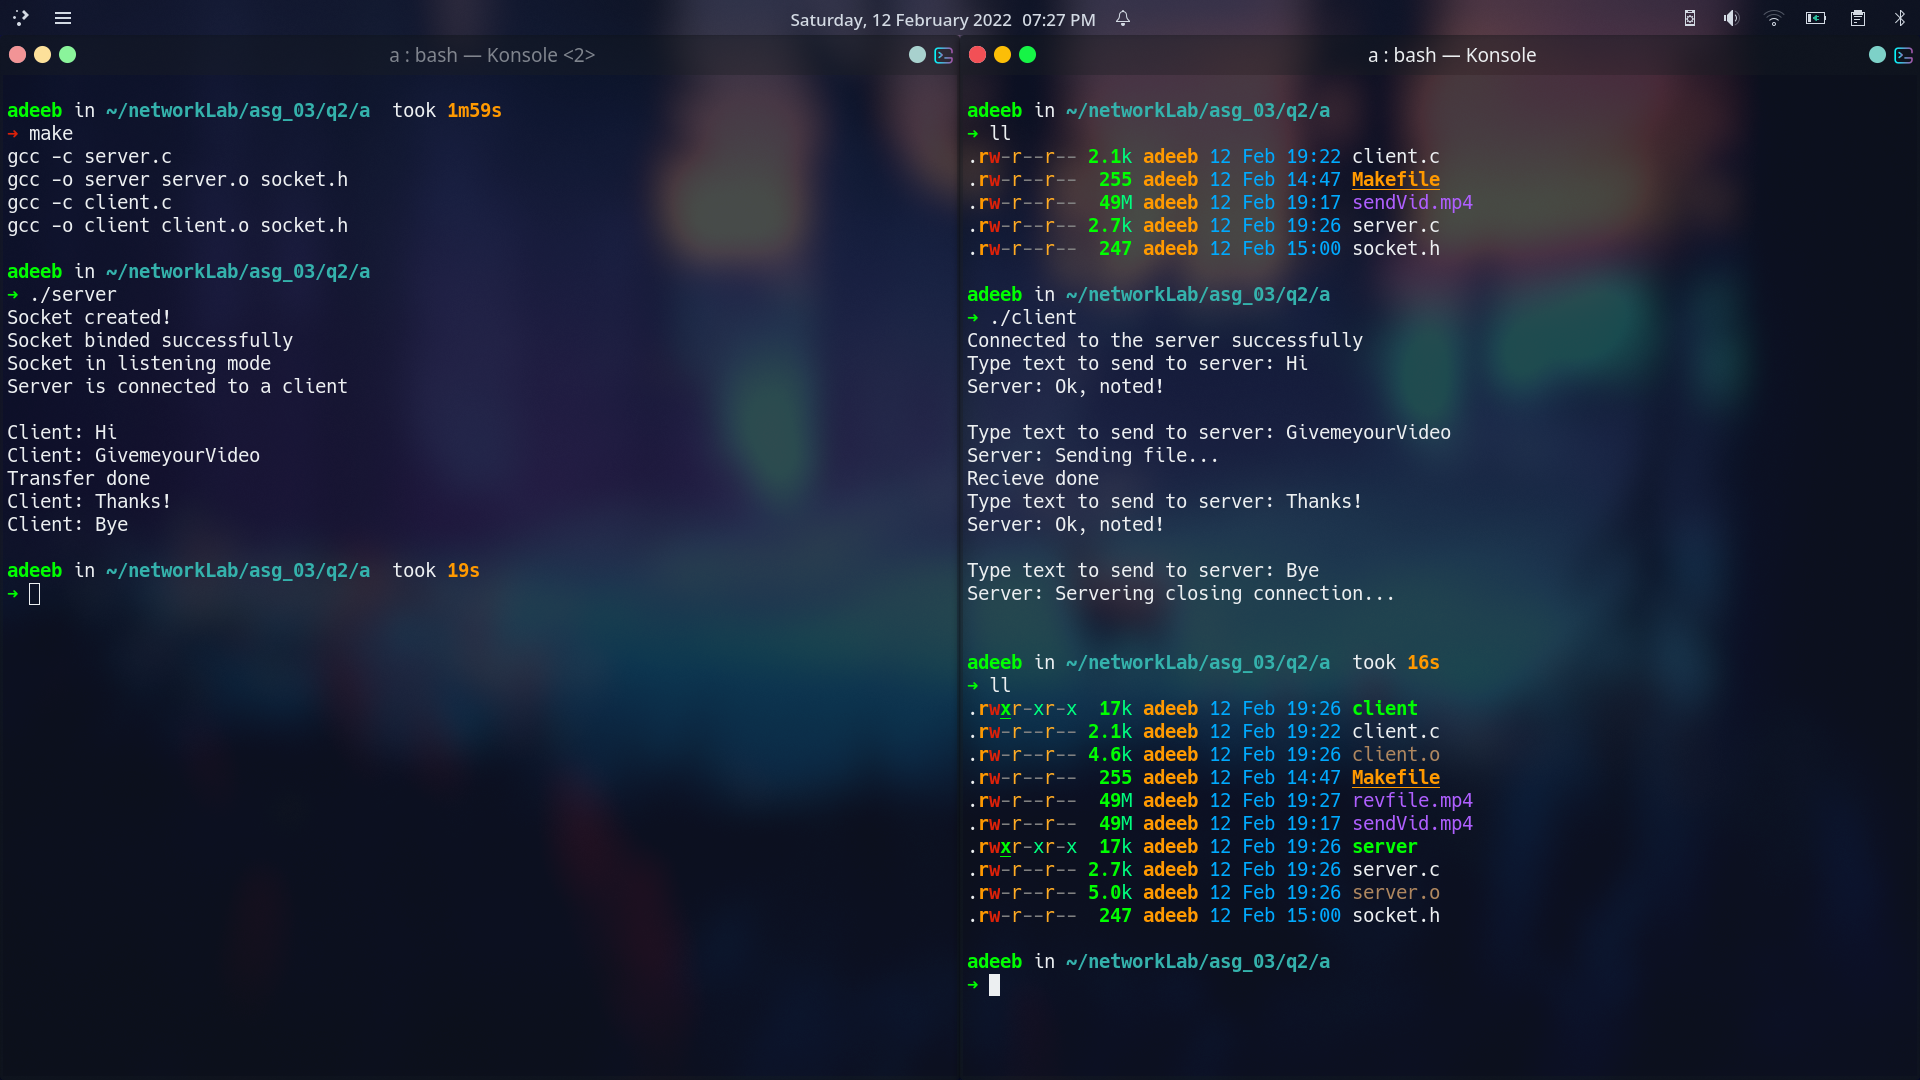 Saturday, 12 February 2022  07:27 PM
a : bash — Konsole <2>
adeeb in ~/networkLab/asg_03/q2/a  took 1m59s
➜ make
gcc -c server.c
gcc -o server server.o socket.h
gcc -c client.c
gcc -o client client.o socket.h
adeeb in ~/networkLab/asg_03/q2/a
➜ ./server
Socket created!
Socket binded successfully
Socket in listening mode
Server is connected to a client
Client: Hi
Client: GivemeyourVideo
Transfer done
Client: Thanks!
Client: Bye
adeeb in ~/networkLab/asg_03/q2/a  took 19s
➜
a : bash — Konsole
adeeb in ~/networkLab/asg_03/q2/a
➜ ll
.rw-r--r-- 2.1k adeeb 12 Feb 19:22 client.c
.rw-r--r--  255 adeeb 12 Feb 14:47 Makefile
.rw-r--r--  49M adeeb 12 Feb 19:17 sendVid.mp4
.rw-r--r-- 2.7k adeeb 12 Feb 19:26 server.c
.rw-r--r--  247 adeeb 12 Feb 15:00 socket.h
adeeb in ~/networkLab/asg_03/q2/a
➜ ./client
Connected to the server successfully
Type text to send to server: Hi
Server: Ok, noted!
Type text to send to server: GivemeyourVideo
Server: Sending file...
Recieve done
Type text to send to server: Thanks!
Server: Ok, noted!
Type text to send to server: Bye
Server: Servering closing connection...
adeeb in ~/networkLab/asg_03/q2/a  took 16s
➜ ll
.rwxr-xr-x  17k adeeb 12 Feb 19:26 client
.rw-r--r-- 2.1k adeeb 12 Feb 19:22 client.c
.rw-r--r-- 4.6k adeeb 12 Feb 19:26 client.o
.rw-r--r--  255 adeeb 12 Feb 14:47 Makefile
.rw-r--r--  49M adeeb 12 Feb 19:27 revfile.mp4
.rw-r--r--  49M adeeb 12 Feb 19:17 sendVid.mp4
.rwxr-xr-x  17k adeeb 12 Feb 19:26 server
.rw-r--r-- 2.7k adeeb 12 Feb 19:26 server.c
.rw-r--r-- 5.0k adeeb 12 Feb 19:26 server.o
.rw-r--r--  247 adeeb 12 Feb 15:00 socket.h
adeeb in ~/networkLab/asg_03/q2/a
➜